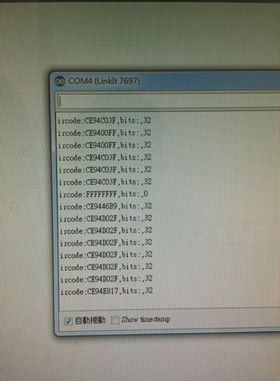 COM4 (LinkIt 7697)
ircode:CE94C03F,bits:,32
ircode:CE9400FF,bits:,32
ircode:CE9400FF,bits:,32
ircode:CE94C03F,bits:,32
ircode:CE94C03F,bits:,32
ircode:CE94C03F,bits:,32
ircode:FFFFFFFF,bits:,0
ircode:CE9446B9,bits:,32
ircode:CE94D02F,bits:,32
ircode:CE94D02F,bits:,32
ircode:CE94D02F,bits:,32
ircode:CE94D02F,bits:,32
ircode:CE94D02F,bits:,32
ircode:CE94D02F,bits:,32
ircode:CE94E817,bits:,32
自動捲動 Show timestamp